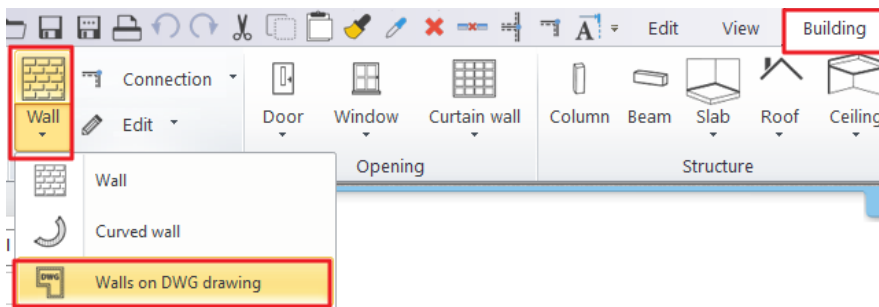 A Edit View Building
Connection
Wall Edit Door Window Curtain wall Column Beam Slab Roof Ceiling
Opening Structure
Wall
Curved wall
DWG Walls on DWG drawing